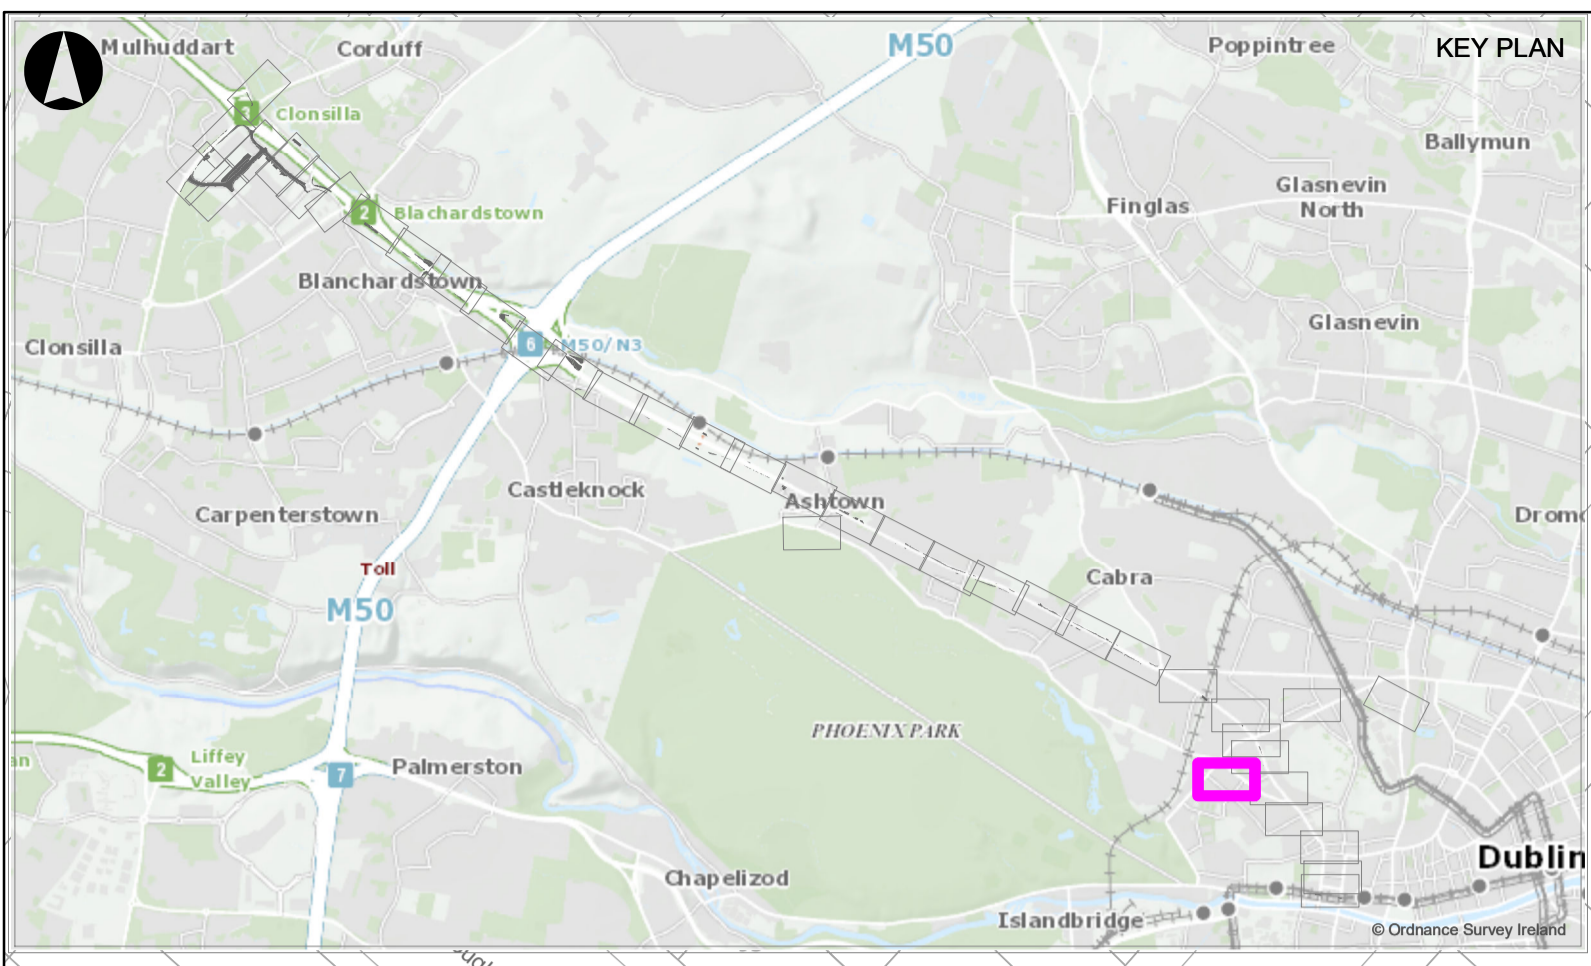 KEY PLAN
Mulhuddart
Corduff
M50
Poppintree
3 Clonsilla
Ballymun
Glasnevin
North
Finglas
2 Blachardstown
Blanchardstown
Glasnevin
Clonsilla
6 M50/N3
Castleknock
Ashtown
Carpenterstown
Toll
M50
Cabra
PHOENIX PARK
Liffey
Valley
2
7
Palmerston
Chapelizod
Islandbridge
Dublin
© Ordnance Survey Ireland